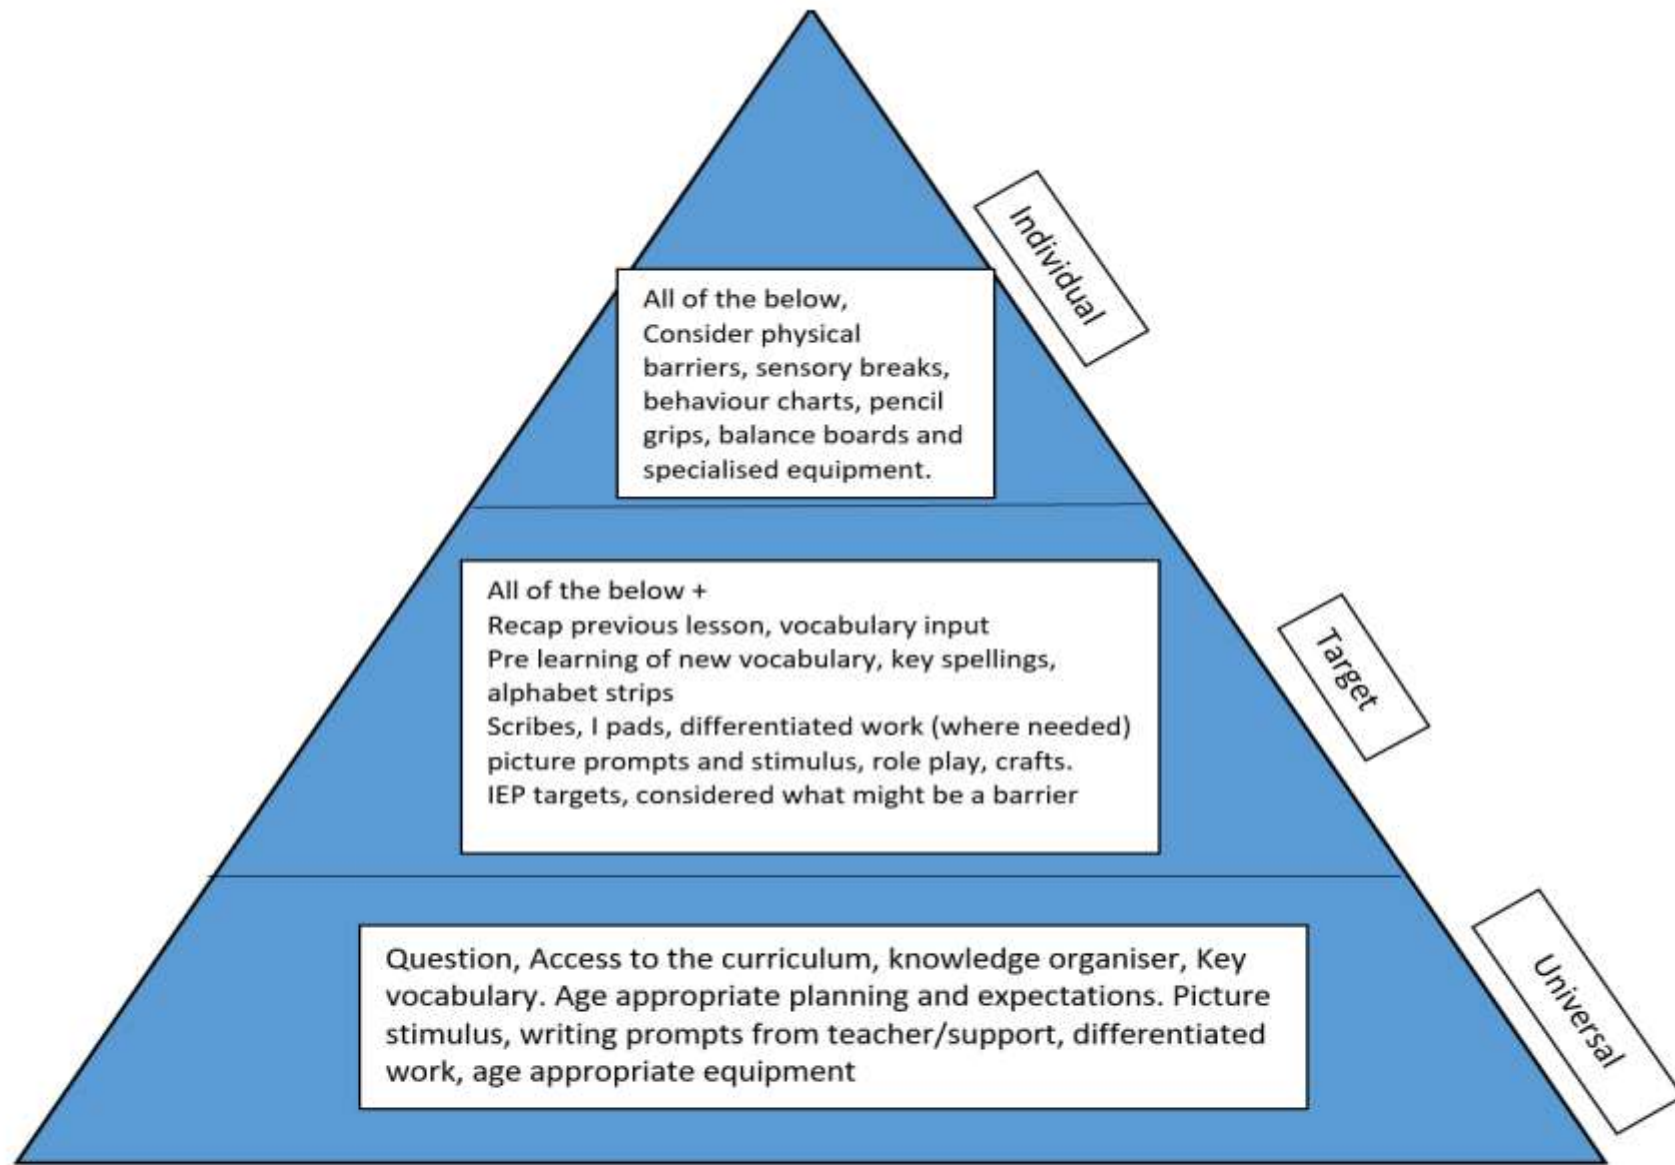 Individual
All of the below,
Consider physical
barriers, sensory breaks,
behaviour charts, pencil
grips, balance boards and
specialised equipment.
Target
All of the below +
Recap previous lesson, vocabulary input
Pre learning of new vocabulary, key spellings,
alphabet strips
Scribes, I pads, differentiated work (where needed)
picture prompts and stimulus, role play, crafts.
IEP targets, considered what might be a barrier
Universal
Question, Access to the curriculum, knowledge organiser, Key
vocabulary. Age appropriate planning and expectations. Picture
stimulus, writing prompts from teacher/support, differentiated
work, age appropriate equipment